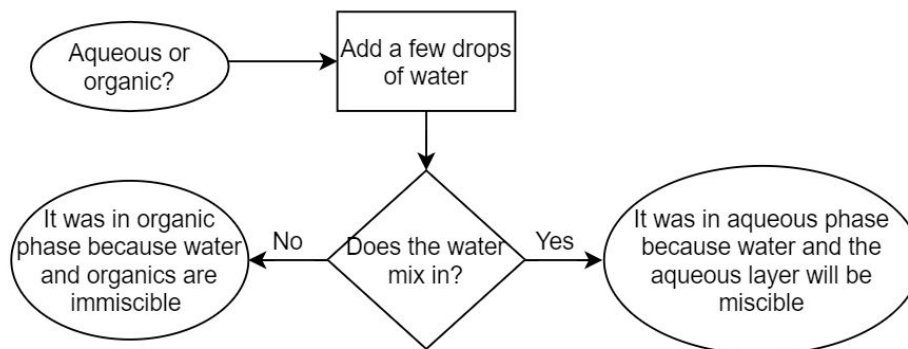 Aqueous or
organic?
Add a few drops
of water
Does the water
mix in?
No
Yes
It was in organic
phase because water
and organics are
immiscible
It was in aqueous phase
because water and the
aqueous layer will be
miscible